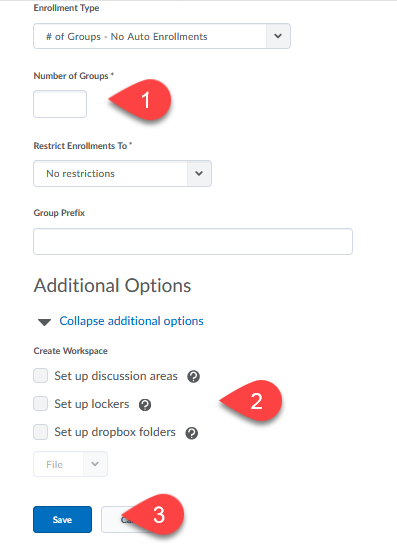 Enrollment Type
# of Groups - No Auto Enrollments
Number of Groups *
1
Restrict Enrollments To *
No restrictions
Group Prefix
Additional Options
Collapse additional options
Create Workspace
Set up discussion areas ?
Set up lockers ?
2
Set up dropbox folders ?
File
Save 3